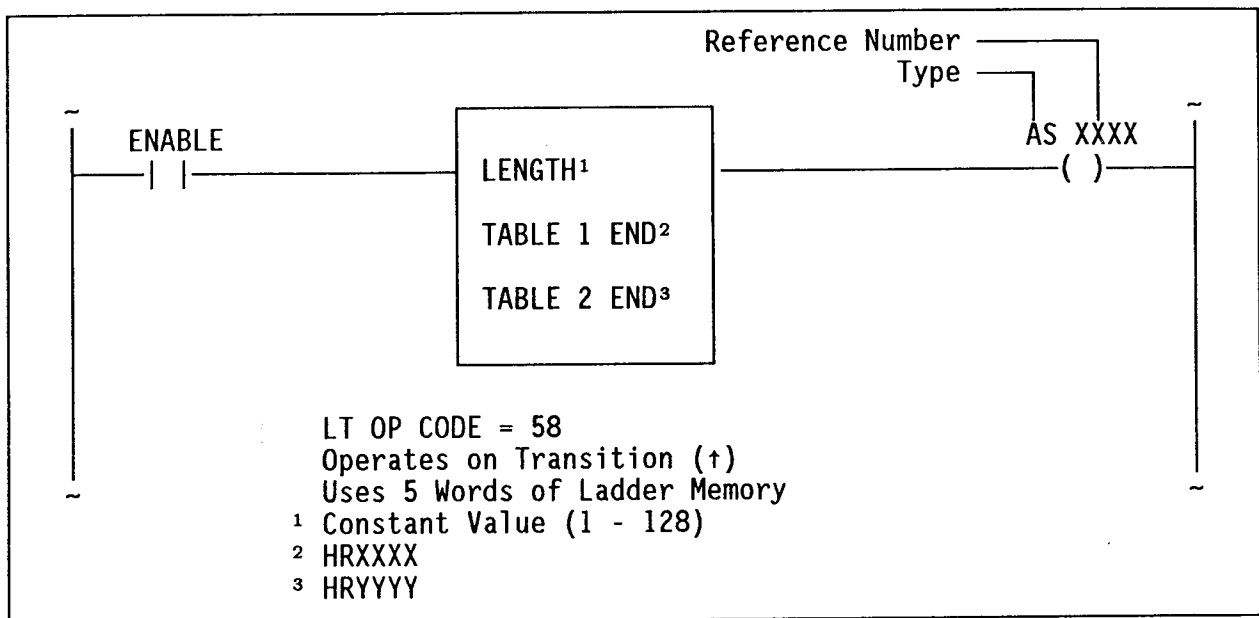 Reference Number
Type
AS XXXX
ENABLE
( )
LENGTH¹
TABLE 1 END²
TABLE 2 END³
LT OP CODE = 58
Operates on Transition (↑)
Uses 5 Words of Ladder Memory
¹ Constant Value (1 - 128)
² HRXXXX
³ HRYYYY